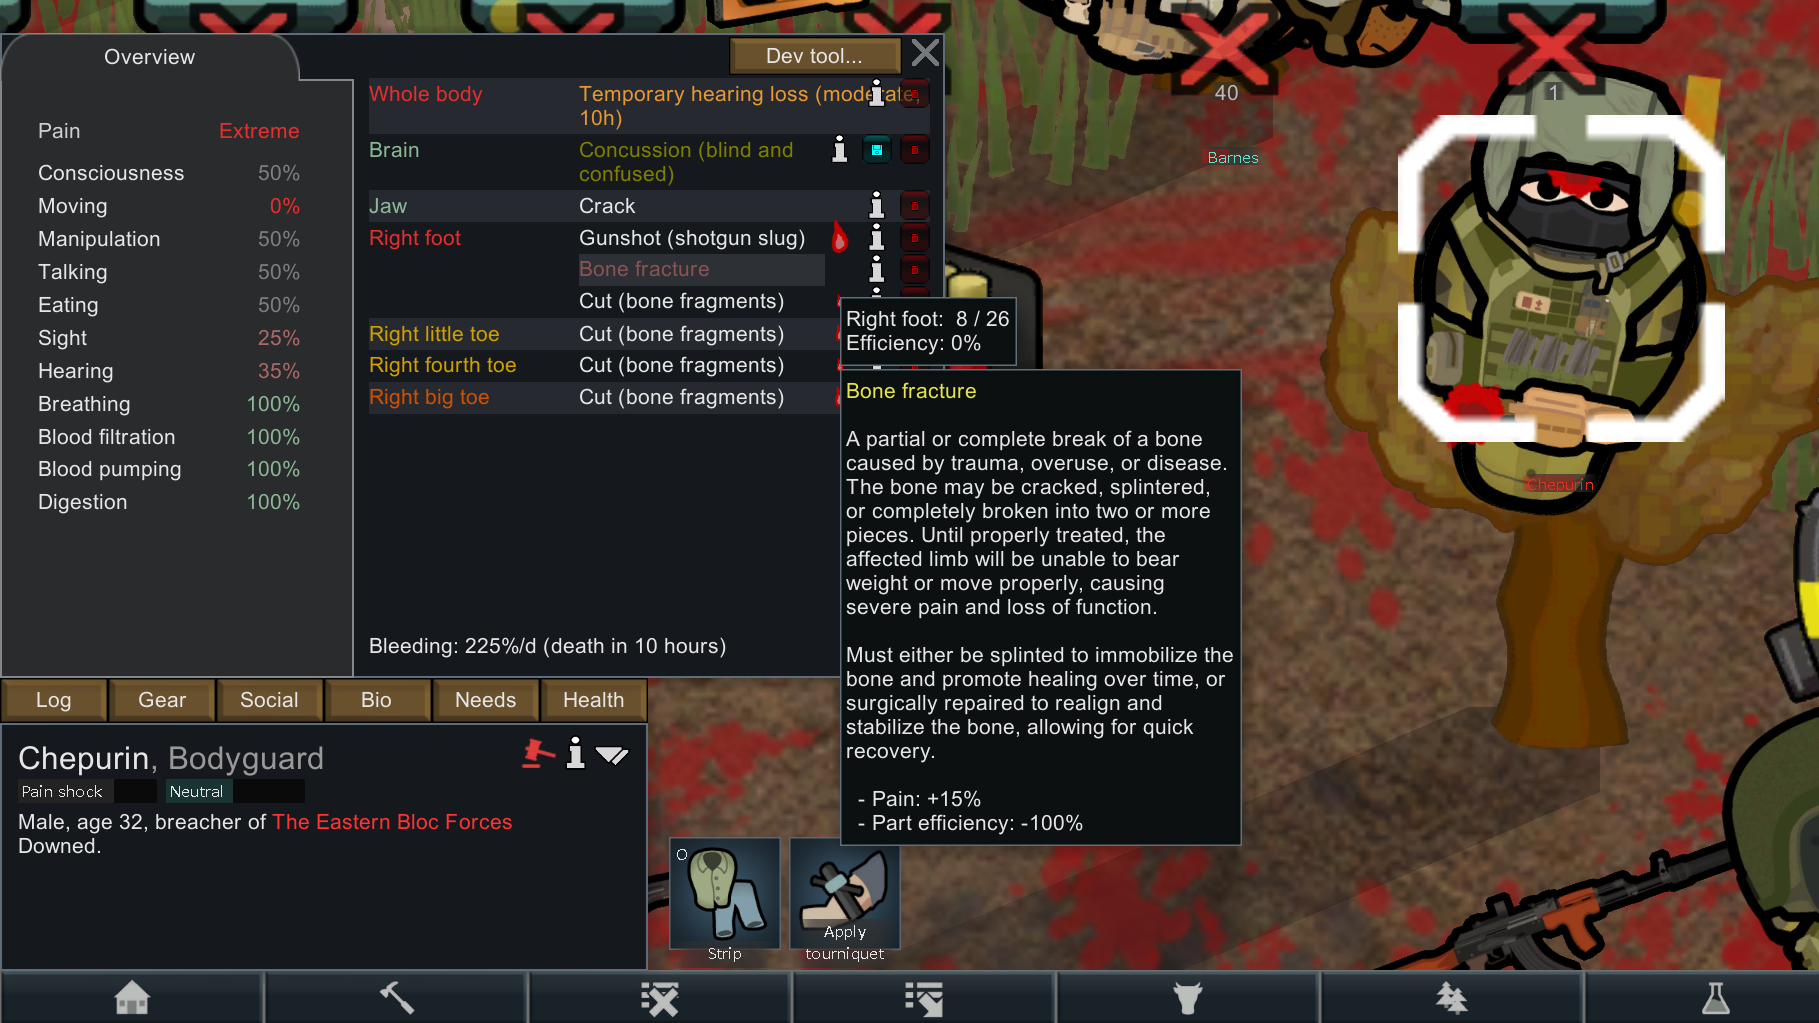 Overview
Dev tool...
Pain Extreme
Consciousness 50%
Moving 0%
Manipulation 50%
Talking 50%
Eating 50%
Sight 25%
Hearing 35%
Breathing 100%
Blood filtration 100%
Blood pumping 100%
Digestion 100%
Whole body Temporary hearing loss (moderate,
10h)
Brain Concussion (blind and
confused)
Jaw Crack
Right foot Gunshot (shotgun slug)
Bone fracture
Cut (bone fragments)
Right little toe Cut (bone fragments)
Right fourth toe Cut (bone fragments)
Right big toe Cut (bone fragments)
Bleeding: 225%/d (death in 10 hours)
Right foot: 8 / 26
Efficiency: 0%
Bone fracture
A partial or complete break of a bone
caused by trauma, overuse, or disease.
The bone may be cracked, splintered,
or completely broken into two or more
pieces. Until properly treated, the
affected limb will be unable to bear
weight or move properly, causing
severe pain and loss of function.
Must either be splinted to immobilize the
bone and promote healing over time, or
surgically repaired to realign and
stabilize the bone, allowing for quick
recovery.
- Pain: +15%
- Part efficiency: -100%
40
Barnes
1
Chepurin
Log Gear Social Bio Needs Health
Chepurin, Bodyguard
Pain shock Neutral
Male, age 32, breacher of The Eastern Bloc Forces
Downed.
O
Strip
Apply
tourniquet